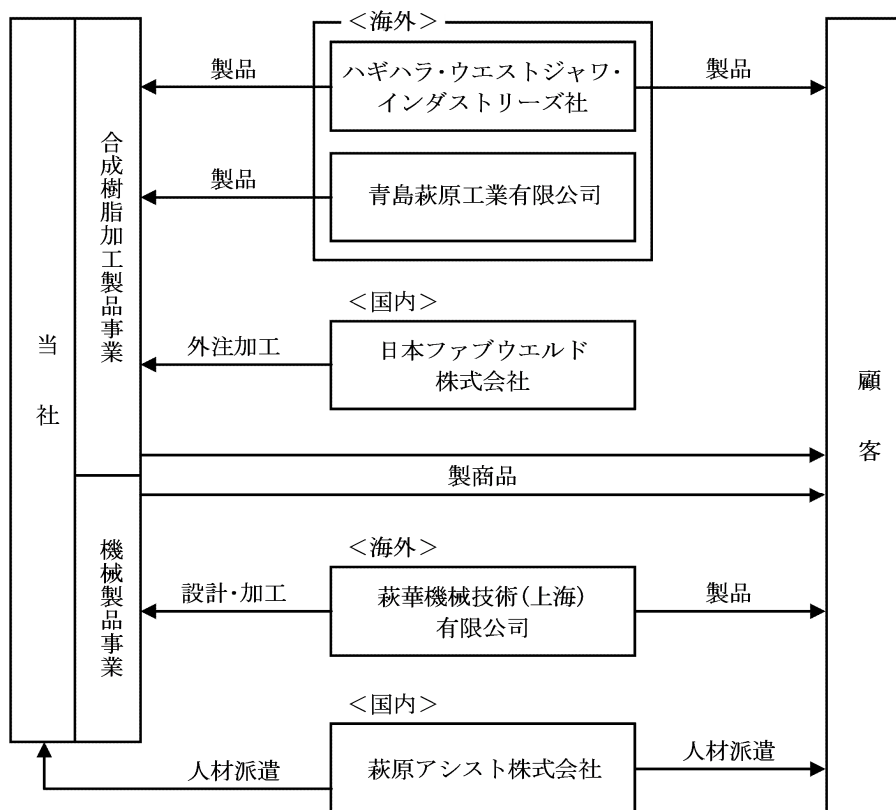 ＜海外＞
製品
ハギハラ・ウエストジャワ・
インダストリーズ社
製品
製品
青島萩原工業有限公司
合成樹脂加工製品事業
＜国内＞
外注加工
日本ファブウエルド
株式会社
当社
顧客
製商品
＜海外＞
機械製品事業
設計・加工
萩華機械技術(上海)
有限公司
製品
＜国内＞
人材派遣
萩原アシスト株式会社
人材派遣